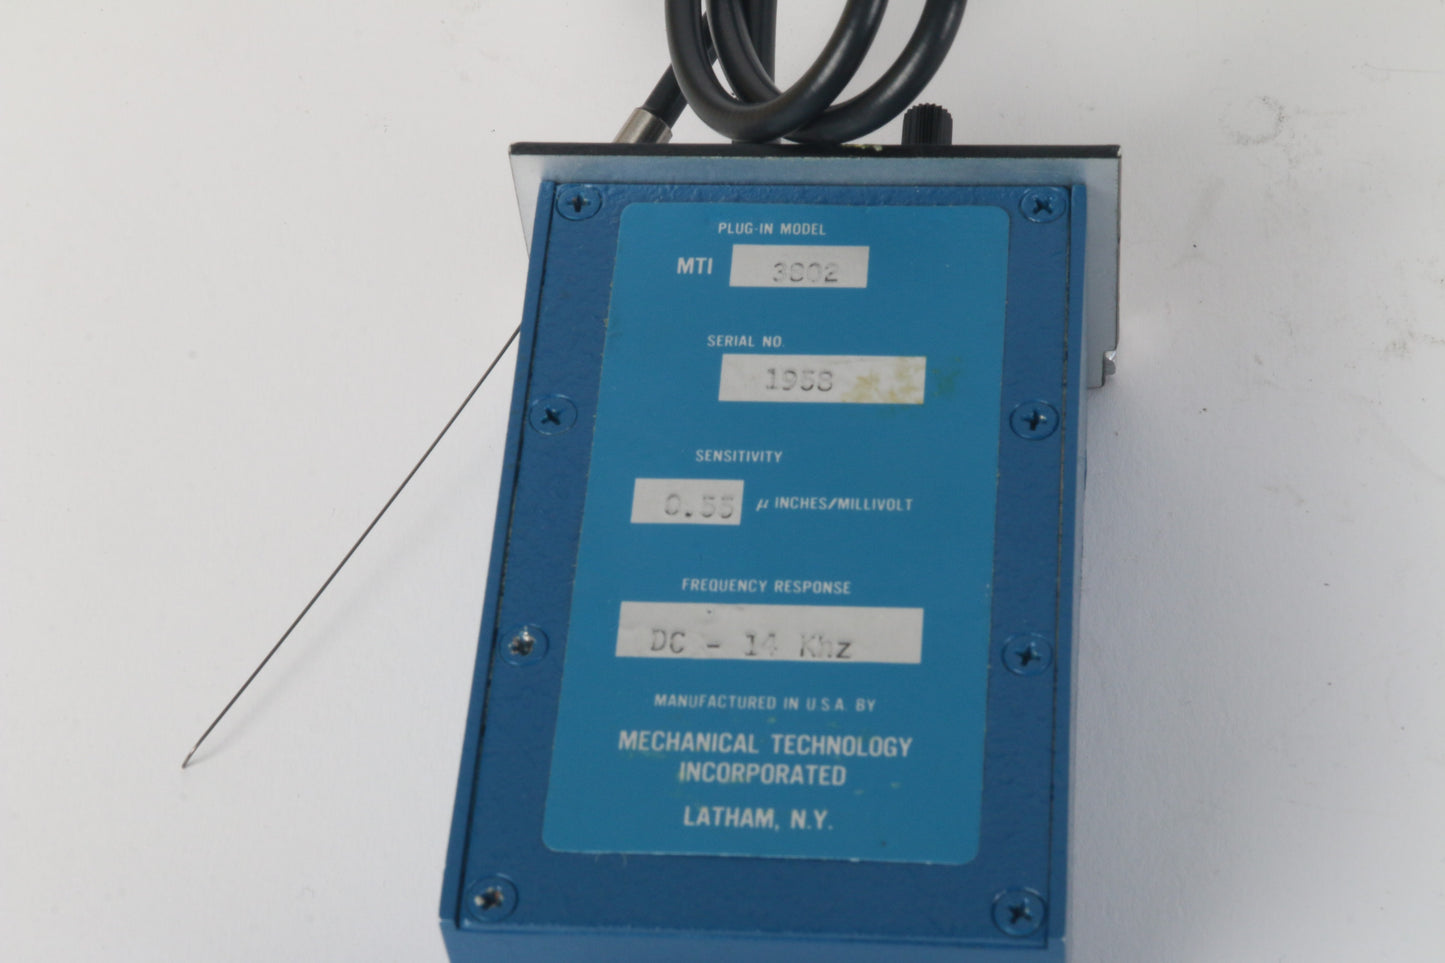 PLUG-IN MODEL
MTI 3802
SERIAL NO.
1958
SENSITIVITY
0.55 μ INCHES/MILLIVOLT
FREQUENCY RESPONSE
DC - 14 Khz
MANUFACTURED IN U.S.A. BY
MECHANICAL TECHNOLOGY
INCORPORATED
LATHAM, N.Y.